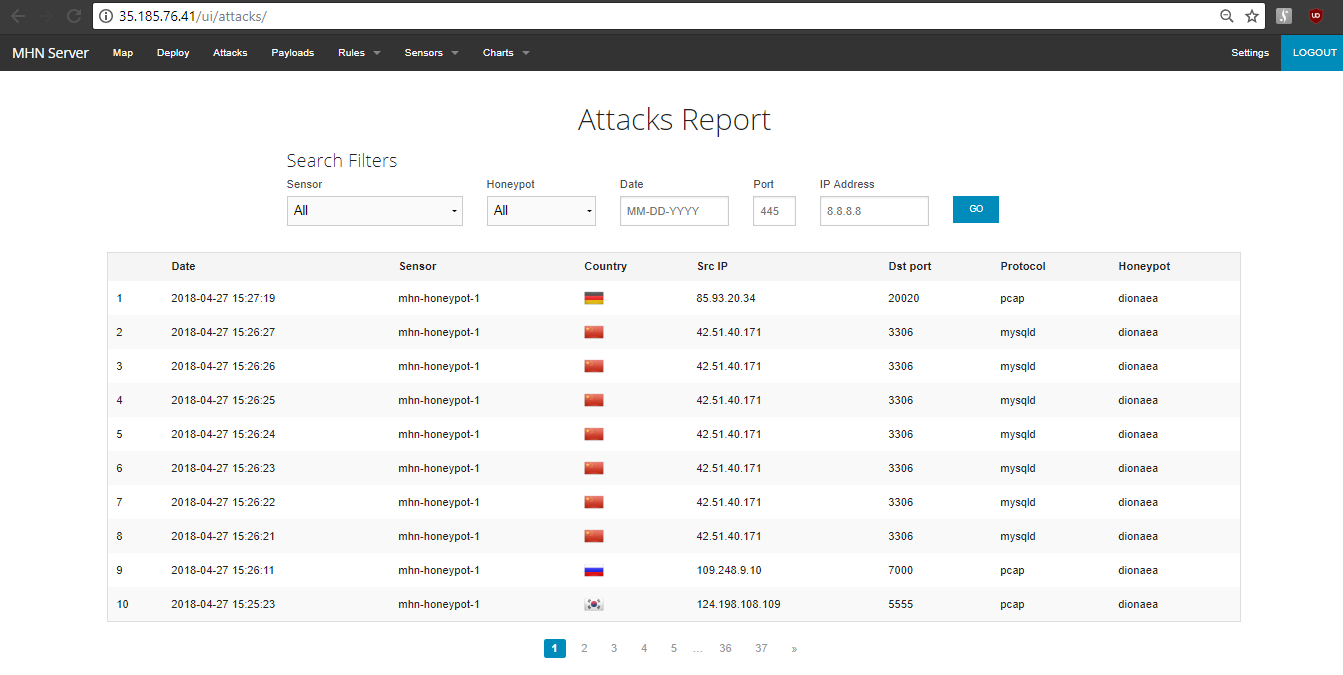 35.185.76.41/ui/attacks/
MHN Server Map Deploy Attacks Payloads Rules Sensors Charts Settings LOGOUT
Attacks Report
Search Filters
Sensor Honeypot Date Port IP Address
All All MM-DD-YYYY 445 8.8.8.8 GO
Date Sensor Country Src IP Dst port Protocol Honeypot
1 2018-04-27 15:27:19 mhn-honeypot-1 85.93.20.34 20020 pcap dionaea
2 2018-04-27 15:26:27 mhn-honeypot-1 42.51.40.171 3306 mysqld dionaea
3 2018-04-27 15:26:26 mhn-honeypot-1 42.51.40.171 3306 mysqld dionaea
4 2018-04-27 15:26:25 mhn-honeypot-1 42.51.40.171 3306 mysqld dionaea
5 2018-04-27 15:26:24 mhn-honeypot-1 42.51.40.171 3306 mysqld dionaea
6 2018-04-27 15:26:23 mhn-honeypot-1 42.51.40.171 3306 mysqld dionaea
7 2018-04-27 15:26:22 mhn-honeypot-1 42.51.40.171 3306 mysqld dionaea
8 2018-04-27 15:26:21 mhn-honeypot-1 42.51.40.171 3306 mysqld dionaea
9 2018-04-27 15:26:11 mhn-honeypot-1 109.248.9.10 7000 pcap dionaea
10 2018-04-27 15:25:23 mhn-honeypot-1 124.198.108.109 5555 pcap dionaea
1 2 3 4 5 ... 36 37 »